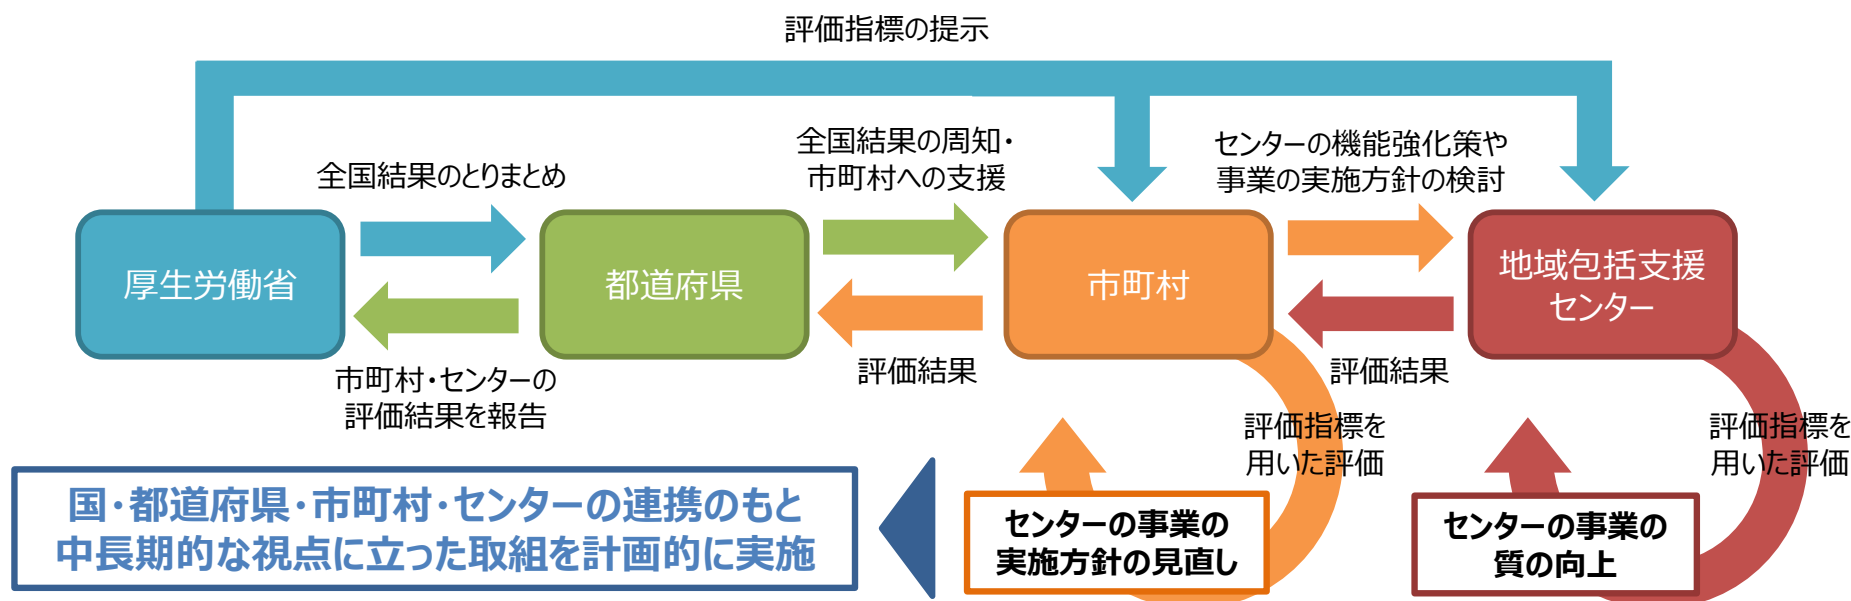 評価指標の提示
全国結果のとりまとめ
全国結果の周知・
市町村への支援
センターの機能強化策や
事業の実施方針の検討
厚生労働省
都道府県
市町村
地域包括支援
センター
市町村・センターの
評価結果を報告
評価結果
評価結果
評価指標を
用いた評価
評価指標を
用いた評価
国・都道府県・市町村・センターの連携のもと
中長期的な視点に立った取組を計画的に実施
センターの事業の
実施方針の見直し
センターの事業の
質の向上